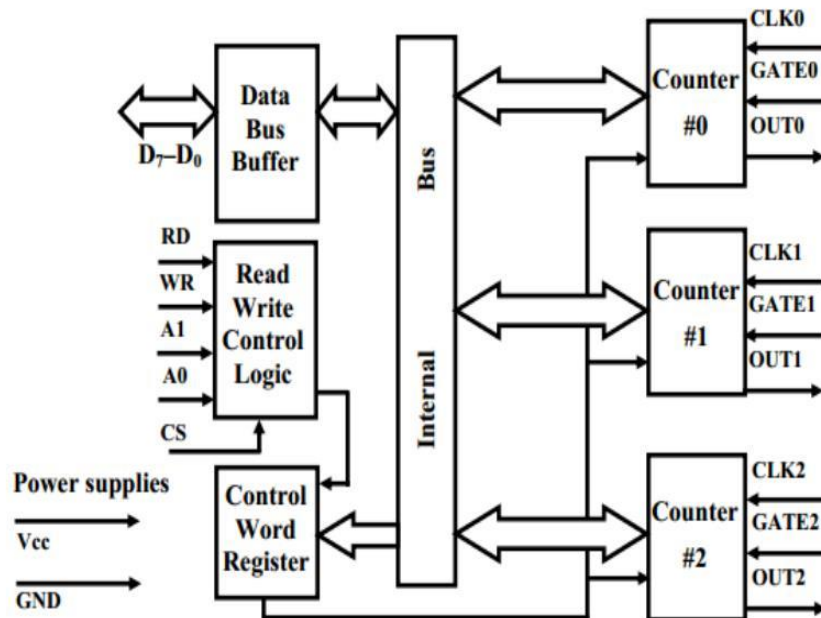 Data
Bus
Buffer
D7–D0
RD
WR
A1
A0
CS
Read
Write
Control
Logic
Power supplies
Vcc
GND
Control
Word
Register
Internal Bus
Counter
#0
CLK0
GATE0
OUT0
Counter
#1
CLK1
GATE1
OUT1
Counter
#2
CLK2
GATE2
OUT2